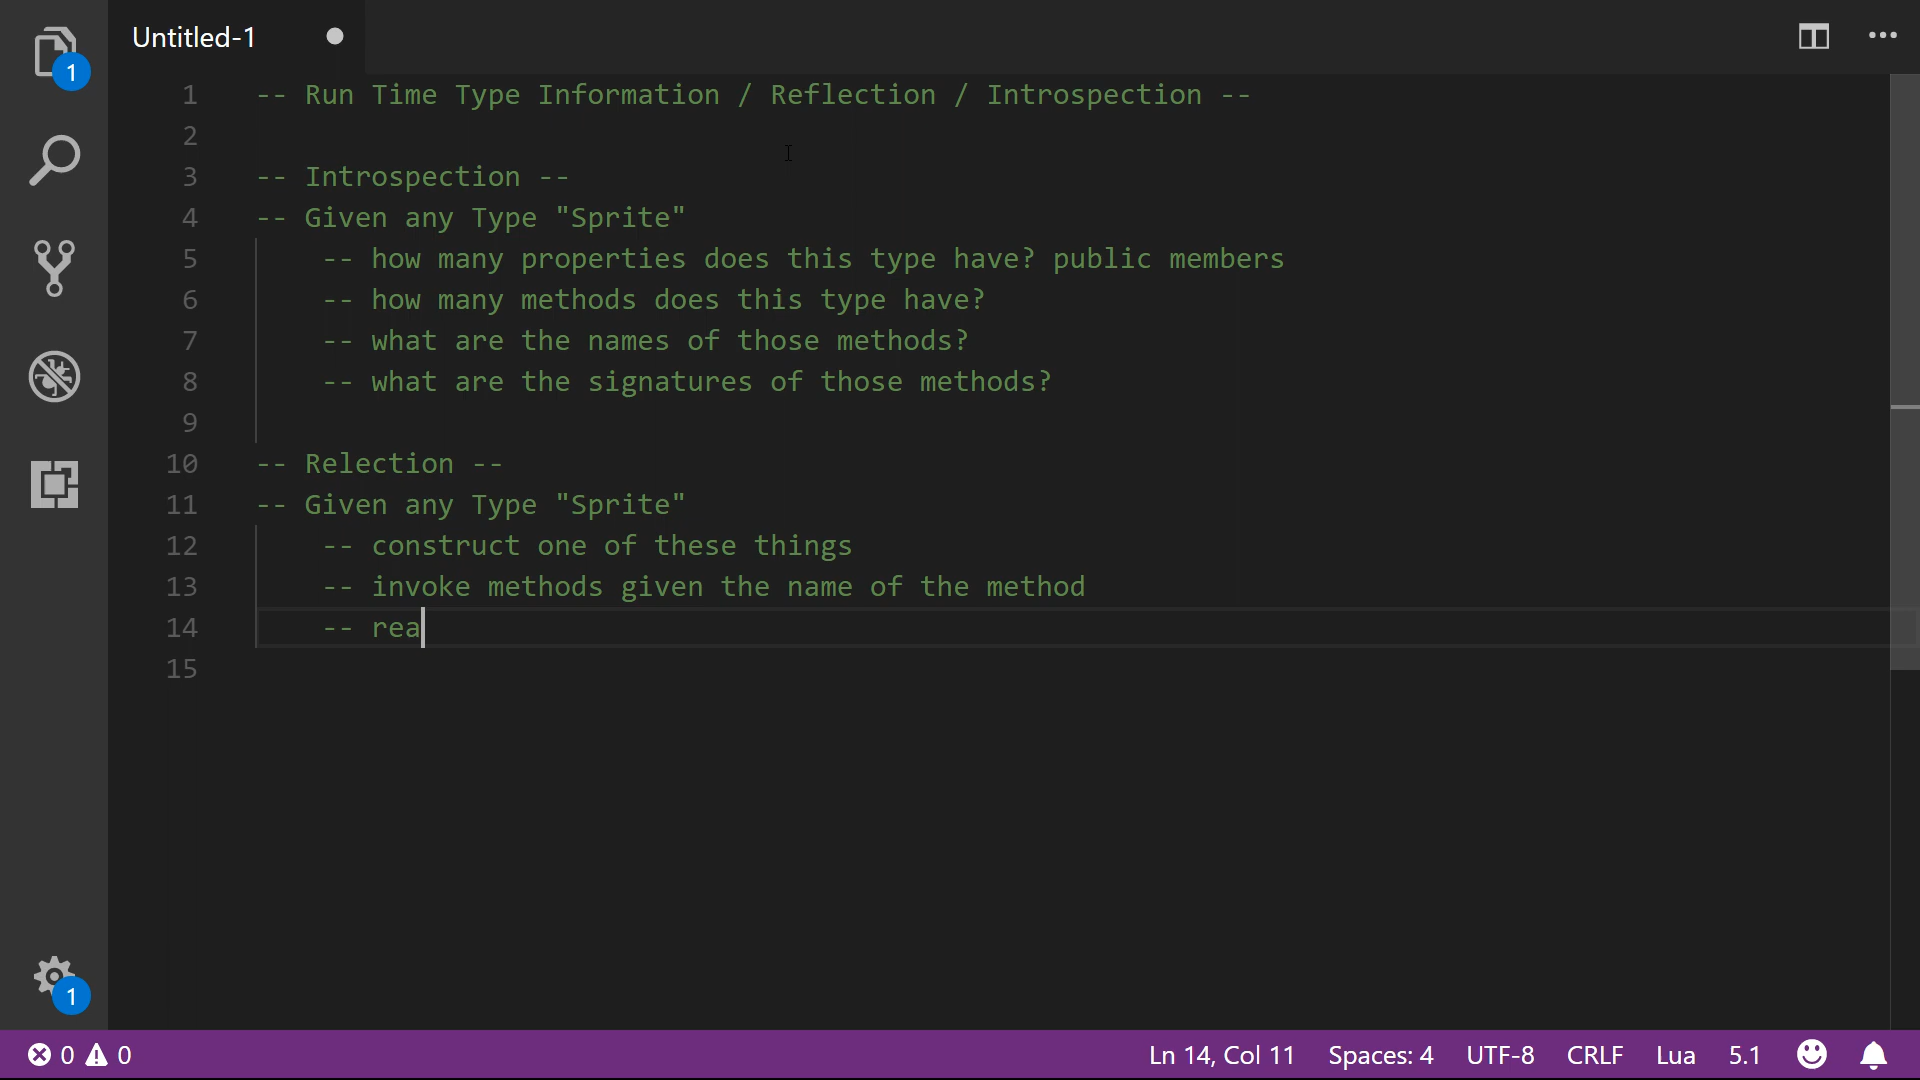 Untitled-1
1
1 -- Run Time Type Information / Reflection / Introspection --
2
3 -- Introspection --
4 -- Given any Type "Sprite"
5 -- how many properties does this type have? public members
6 -- how many methods does this type have?
7 -- what are the names of those methods?
8 -- what are the signatures of those methods?
9
10 -- Relection --
11 -- Given any Type "Sprite"
12 -- construct one of these things
13 -- invoke methods given the name of the method
14 -- rea
15
1
0 0 Ln 14, Col 11 Spaces: 4 UTF-8 CRLF Lua 5.1